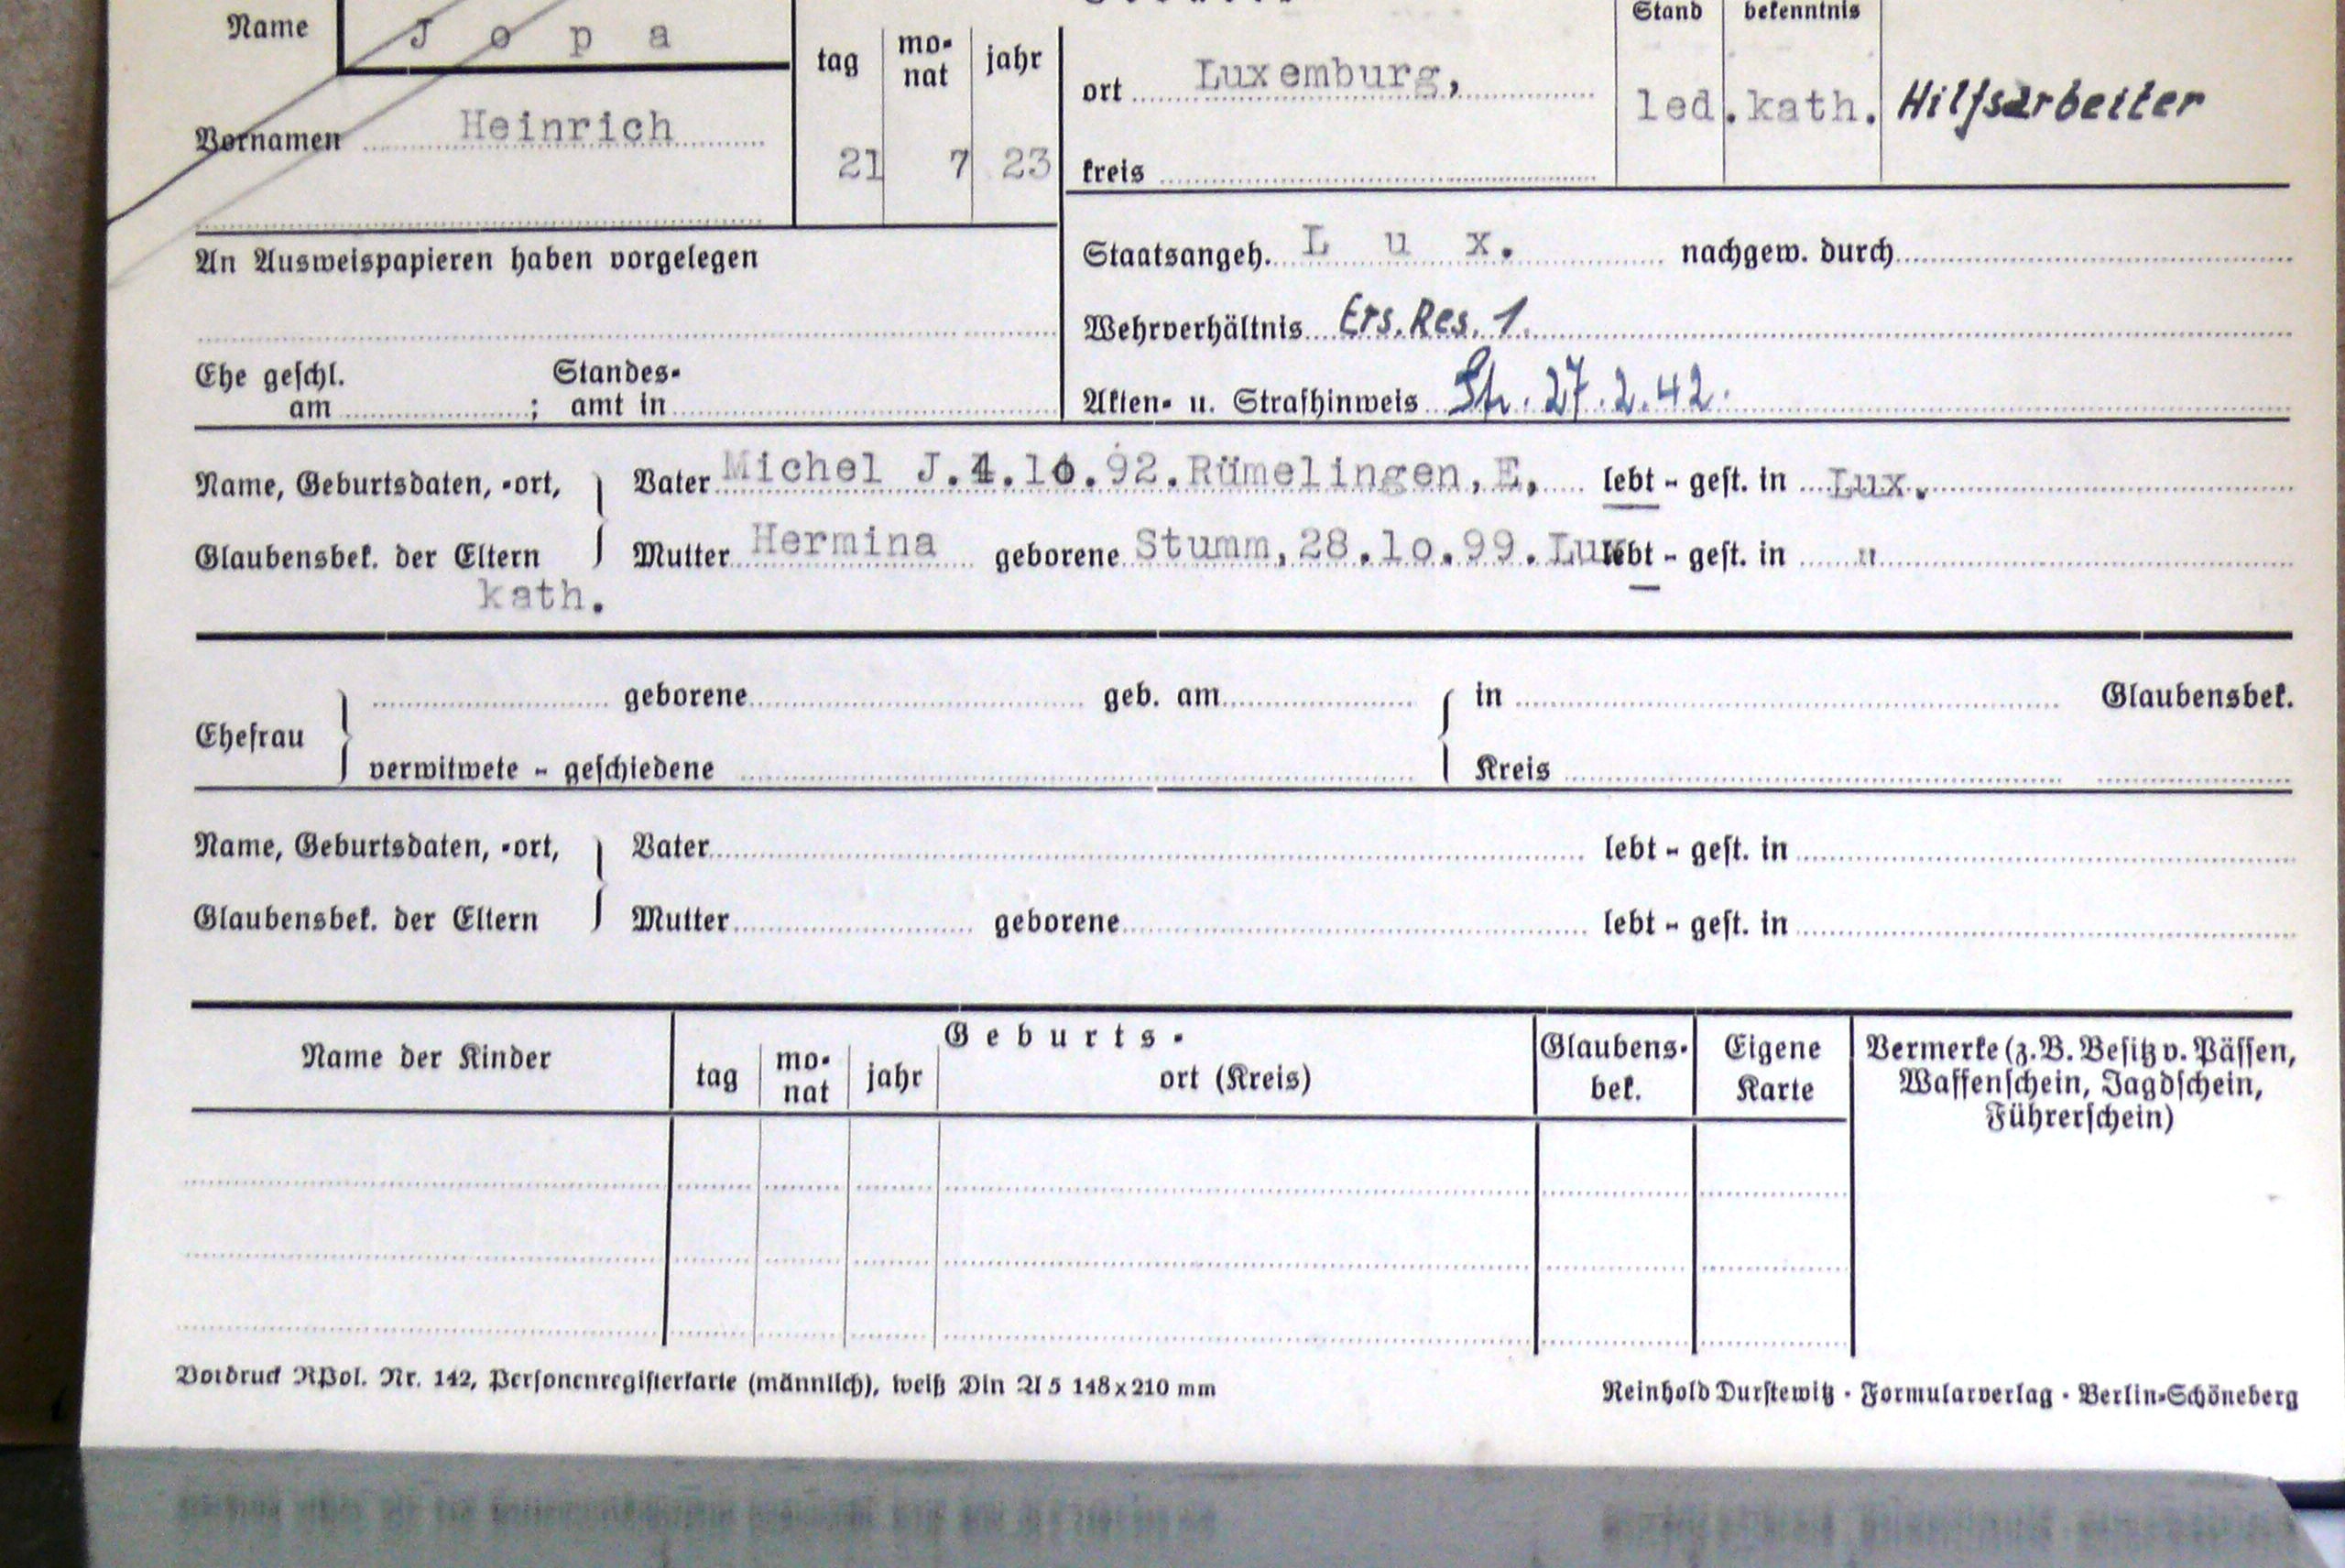 Name J o p a
tag mo- nat jahr
Stand bekenntnis
ort Luxemburg,
led. kath. Hilfsarbeiter
Vornamen Heinrich
21 7 23
kreis
An Ausweispapieren haben vorgelegen
Staatsangeh. L u x. nachgew. durch
Wehrverhältnis Ers. Res. 1.
Ehe geschl. am ; Standes- amt in
Akten- u. Strafhinweis 27.2.42.
Name, Geburtsdaten, -ort, Vater Michel J. .92.Rümelingen,E, lebt - gest. in Lux.
Glaubensbek. der Eltern Mutter Hermina geborene Stumm,28.lo.99.Lux lebt - gest. in "
kath.
geborene geb. am in Glaubensbek.
Ehefrau
verwitwete - geschiedene Kreis
Name, Geburtsdaten, -ort, Vater lebt - gest. in
Glaubensbek. der Eltern Mutter geborene lebt - gest. in
Name der Kinder
Geburts-
tag mo- nat jahr ort (Kreis)
Glaubens- bek.
Eigene Karte
Vermerke (z.B. Besitz v. Pässen,
Waffenschein, Jagdschein,
Führerschein)
Vordruck RPol. Nr. 142, Personenregisterkarte (männlich), weiß Din A 5 148x210 mm
Reinhold Durstewitz · Formularverlag · Berlin-Schöneberg